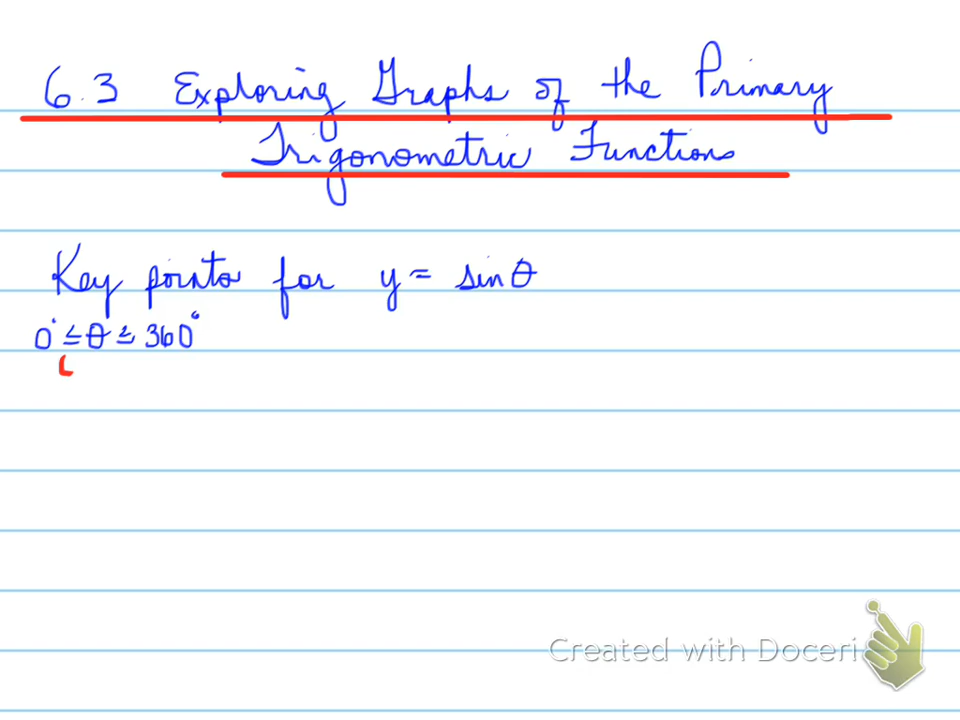 6.3 Exploring Graphs of the Primary
Trigonometric Functions
Key points for y = sin θ
0° ≤ θ ≤ 360°
Created with Doceri